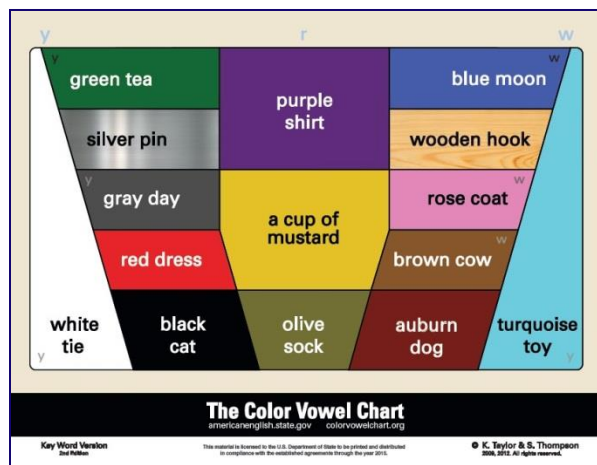 y r w
y w
green tea
blue moon
purple
shirt
silver pin
wooden hook
y w
gray day
rose coat
a cup of
mustard
w
red dress
brown cow
white
tie
black
cat
olive
sock
auburn
dog
turquoise
toy
y y
The Color Vowel Chart
americanenglish.state.gov colorvowelchart.org
Key Word Version
2nd Edition
This material is licensed to the U.S. Department of State to be printed and distributed
in compliance with the established agreements through the year 2015.
© K. Taylor & S. Thompson
2009, 2012. All rights reserved.